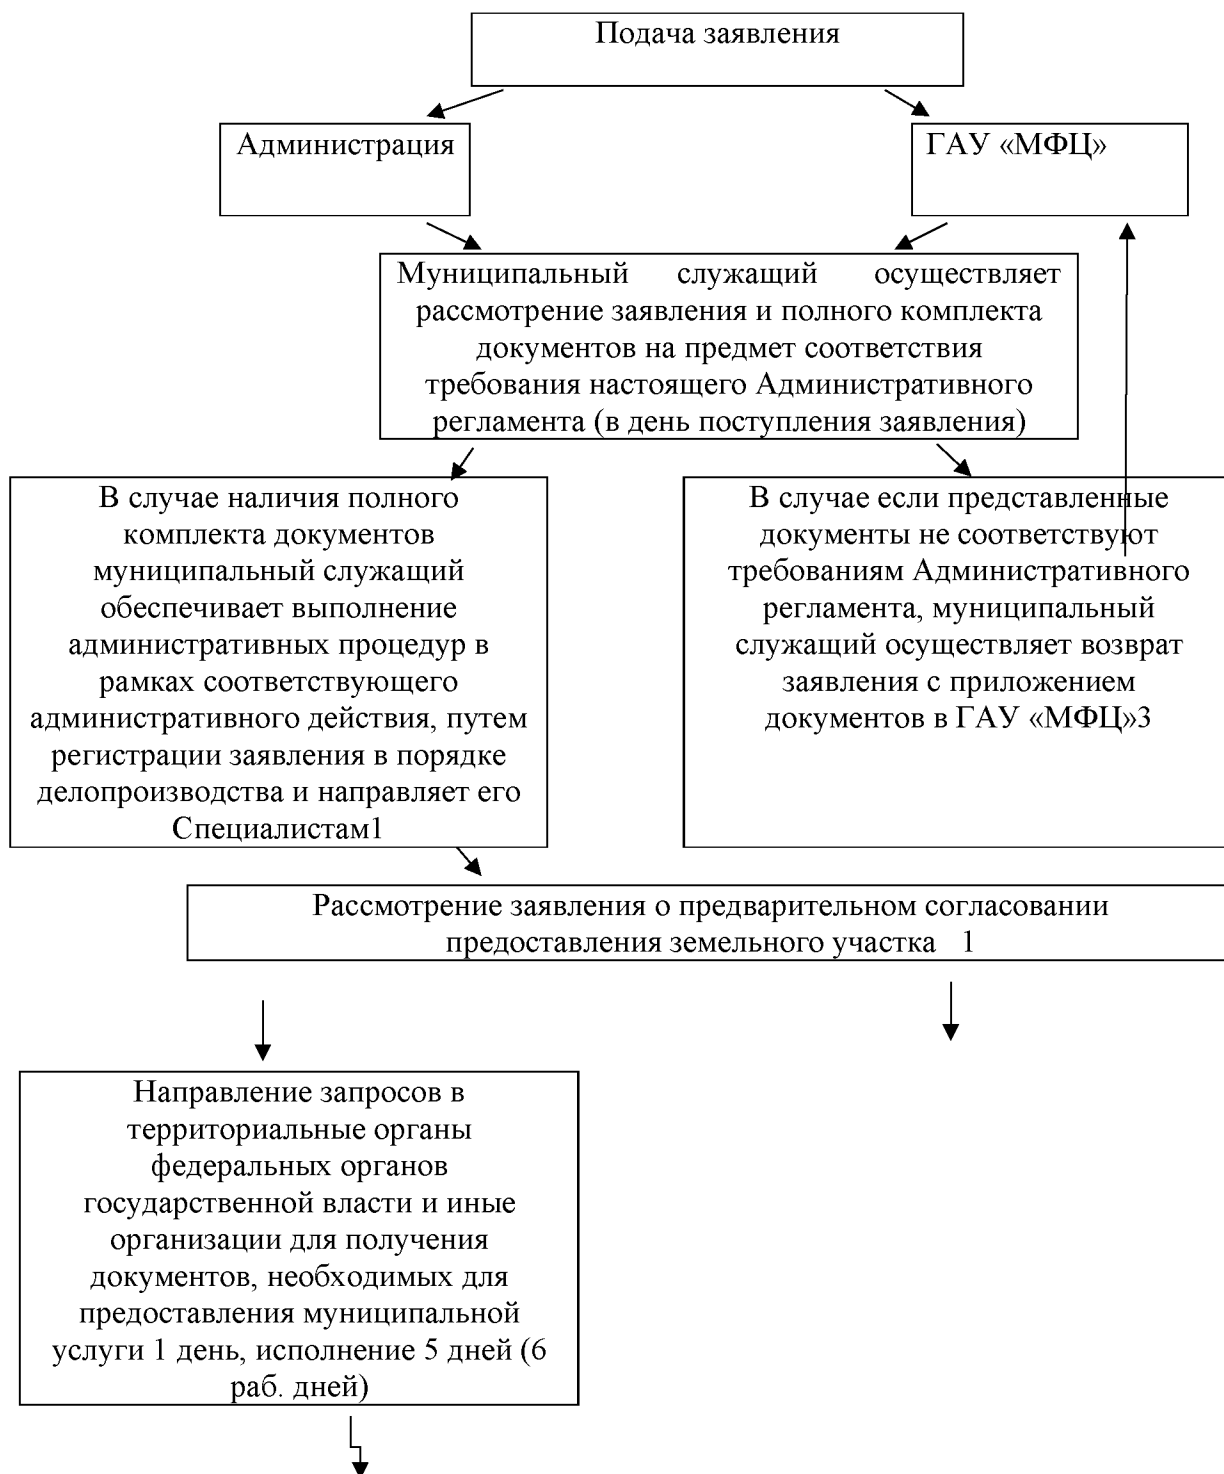 Подача заявления
Администрация
ГАУ «МФЦ»
Муниципальный служащий осуществляет
рассмотрение заявления и полного комплекта
документов на предмет соответствия
требования настоящего Административного
регламента (в день поступления заявления)
В случае наличия полного
комплекта документов
муниципальный служащий
обеспечивает выполнение
административных процедур в
рамках соответствующего
административного действия, путем
регистрации заявления в порядке
делопроизводства и направляет его
Специалистам1
В случае если представленные
документы не соответствуют
требованиям Административного
регламента, муниципальный
служащий осуществляет возврат
заявления с приложением
документов в ГАУ «МФЦ»3
Рассмотрение заявления о предварительном согласовании
предоставления земельного участка 1
Направление запросов в
территориальные органы
федеральных органов
государственной власти и иные
организации для получения
документов, необходимых для
предоставления муниципальной
услуги 1 день, исполнение 5 дней (6
раб. дней)